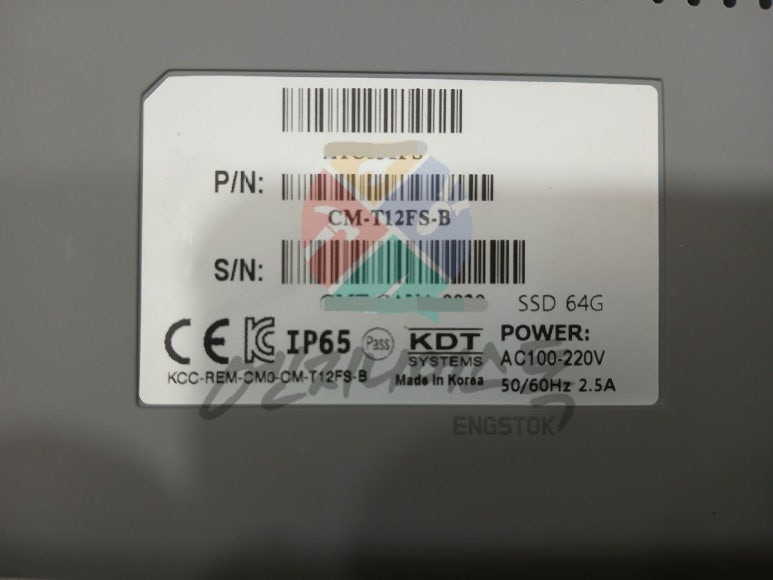 P/N:
CM-T12FS-B
S/N:
SSD 64G
CE IP65 Pass KDT
SYSTEMS
POWER:
AC100-220V
KCC-REM-CM0-CM-T12FS-B Made In Korea 50/60Hz 2.5A
ENGSTOK